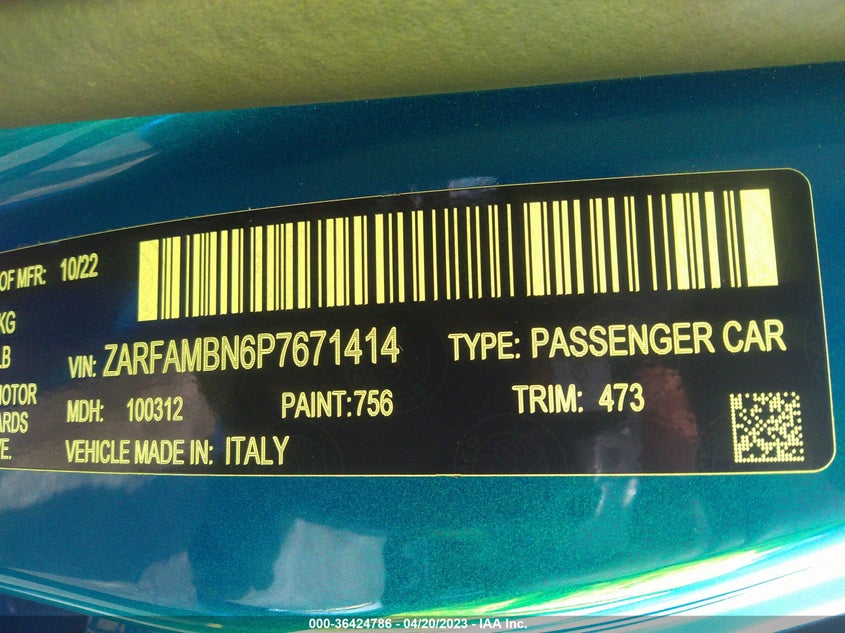 OF MFR: 10/22
KG
LB
VIN: ZARFAMBN6P7671414 TYPE: PASSENGER CAR
MOTOR
ARDS
MDH: 100312 PAINT:756 TRIM: 473
VE.
VEHICLE MADE IN: ITALY
000-36424786 - 04/20/2023 - IAA Inc.